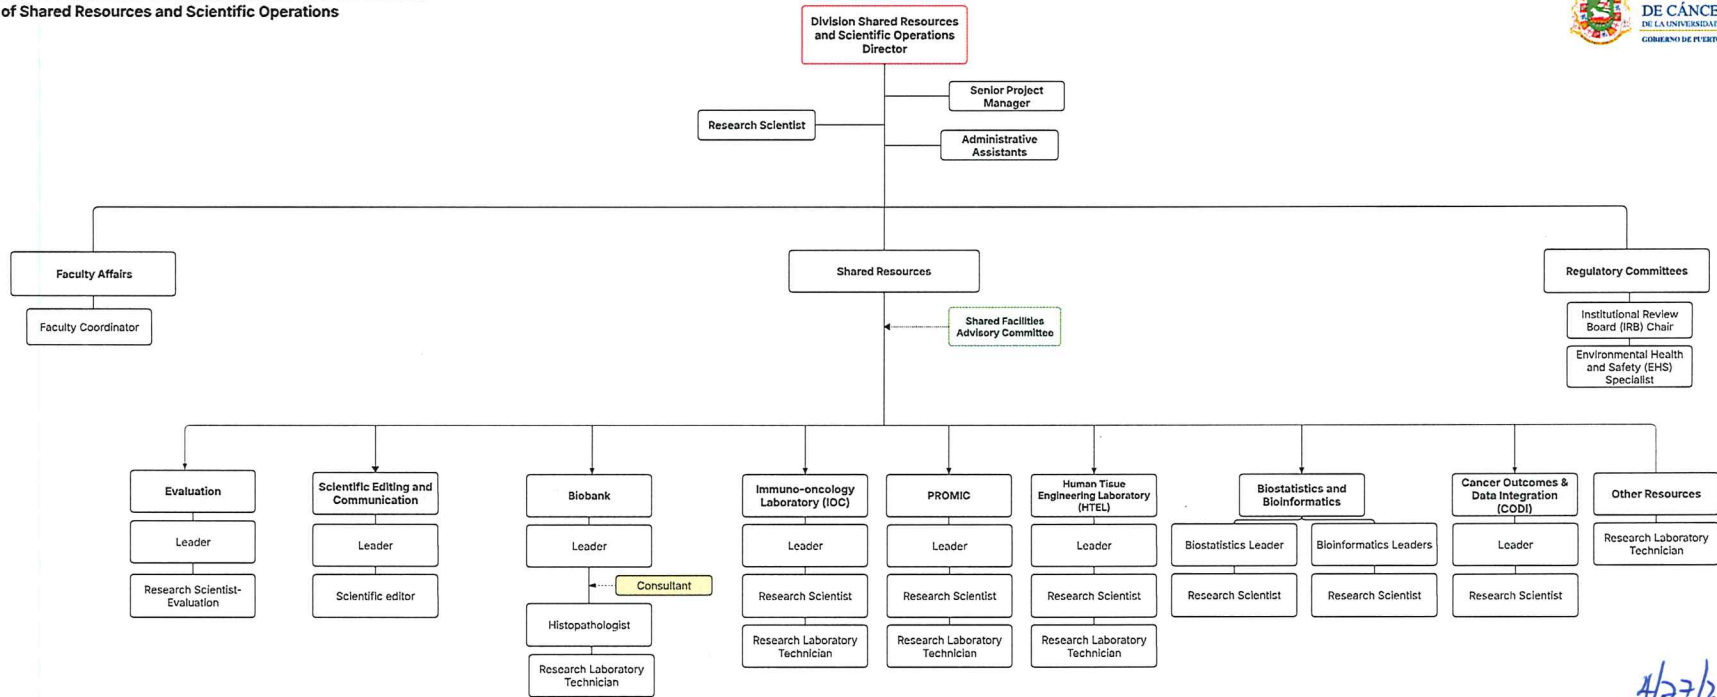 of Shared Resources and Scientific Operations
DE CÁNCE
DE LA UNIVERSIDAD
GOBIERNO DE PUERT
Division Shared Resources
and Scientific Operations
Director
Senior Project
Manager
Research Scientist
Administrative
Assistants
Faculty Affairs
Shared Resources
Regulatory Committees
Faculty Coordinator
Shared Facilities
Advisory Committee
Institutional Review
Board (IRB) Chair
Environmental Health
and Safety (EHS)
Specialist
Evaluation
Scientific Editing and
Communication
Biobank
Immuno-oncology
Laboratory (IOC)
PROMIC
Human Tisue
Engineering Laboratory
(HTEL)
Biostatistics and
Bioinformatics
Cancer Outcomes &
Data Integration
(CODI)
Other Resources
Leader
Leader
Leader
Leader
Leader
Leader
Biostatistics Leader
Bioinformatics Leaders
Leader
Research Laboratory
Technician
Research Scientist-
Evaluation
Scientific editor
Consultant
Research Scientist
Research Scientist
Research Scientist
Research Scientist
Research Scientist
Research Scientist
Histopathologist
Research Laboratory
Technician
Research Laboratory
Technician
Research Laboratory
Technician
Research Laboratory
Technician